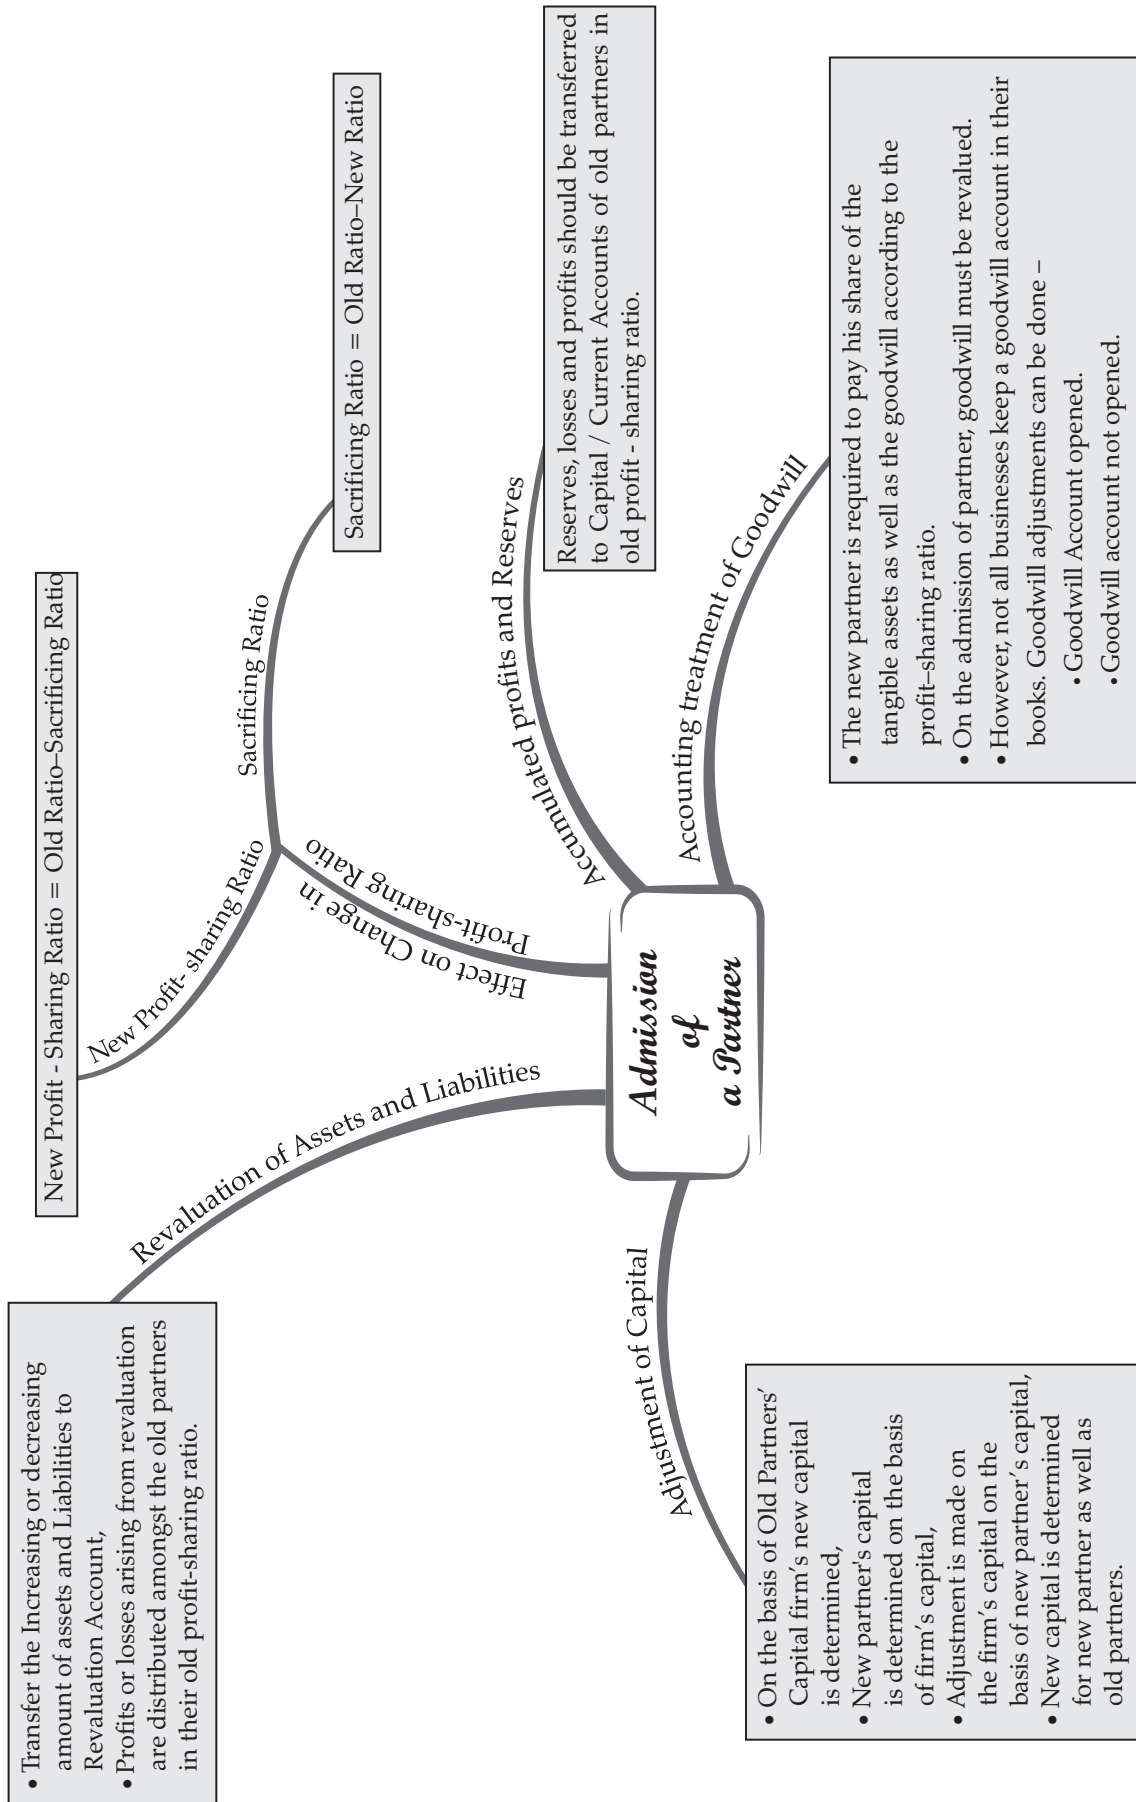 Admission
of
a Partner
Revaluation of Assets and Liabilities
• Transfer the Increasing or decreasing
amount of assets and Liabilities to
Revaluation Account,
• Profits or losses arising from revaluation
are distributed amongst the old partners
in their old profit-sharing ratio.
Effect on Change in
Profit-sharing Ratio
New Profit- sharing Ratio
New Profit - Sharing Ratio = Old Ratio–Sacrificing Ratio
Sacrificing Ratio
Sacrificing Ratio = Old Ratio–New Ratio
Accumulated profits and Reserves
Reserves, losses and profits should be transferred
to Capital / Current Accounts of old partners in
old profit - sharing ratio.
Accounting treatment of Goodwill
• The new partner is required to pay his share of the
tangible assets as well as the goodwill according to the
profit–sharing ratio.
• On the admission of partner, goodwill must be revalued.
• However, not all businesses keep a goodwill account in their
books. Goodwill adjustments can be done –
• Goodwill Account opened.
• Goodwill account not opened.
Adjustment of Capital
• On the basis of Old Partners'
Capital firm's new capital
is determined,
• New partner's capital
is determined on the basis
of firm's capital,
• Adjustment is made on
the firm's capital on the
basis of new partner's capital,
• New capital is determined
for new partner as well as
old partners.